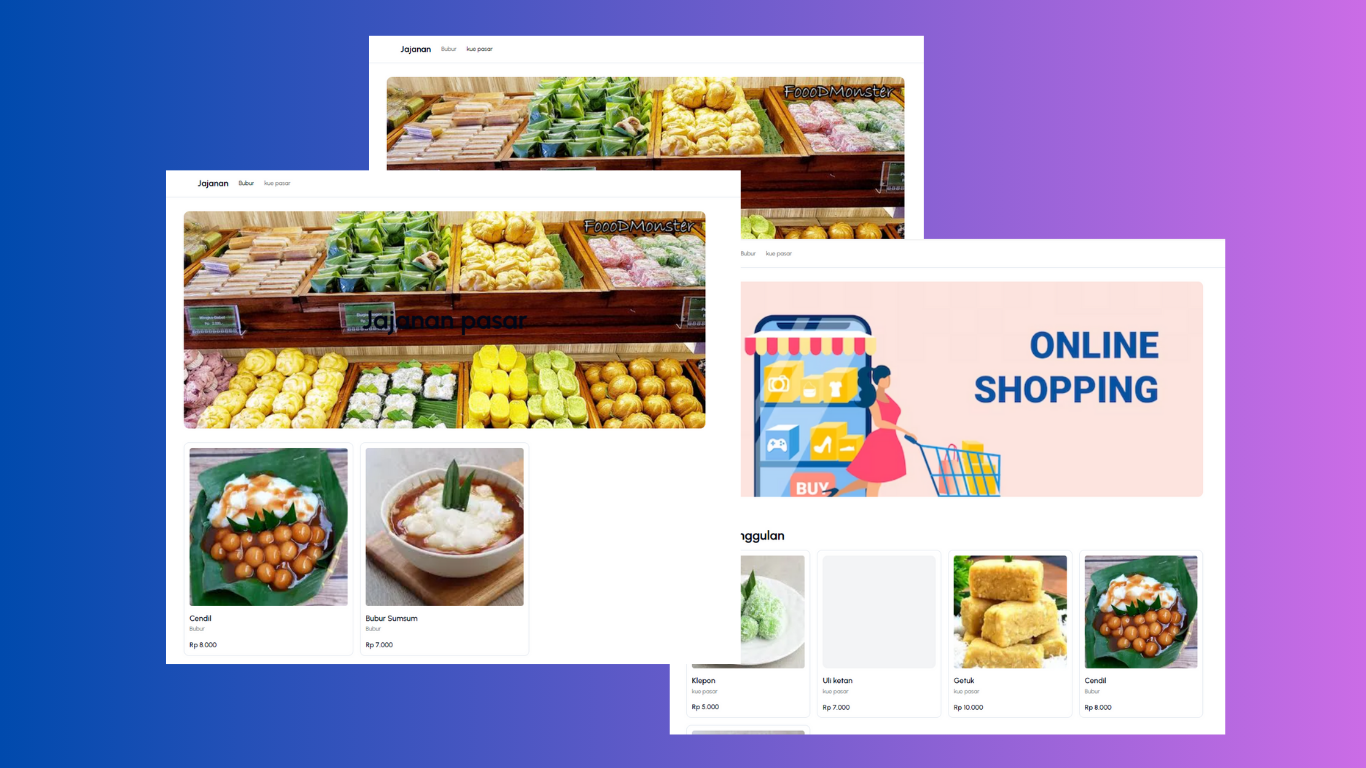 Jajanan Bubur kue pasar
FoooDMonster
Jajanan Bubur kue pasar
FoooDMonster
Jajanan pasar
Cendil
Bubur
Rp 8.000
Bubur Sumsum
Bubur
Rp 7.000
Bubur kue pasar
ONLINE
SHOPPING
BUY
nggulan
Klepon
kue pasar
Rp 5.000
Uli ketan
kue pasar
Rp 7.000
Getuk
kue pasar
Rp 10.000
Cendil
Bubur
Rp 8.000